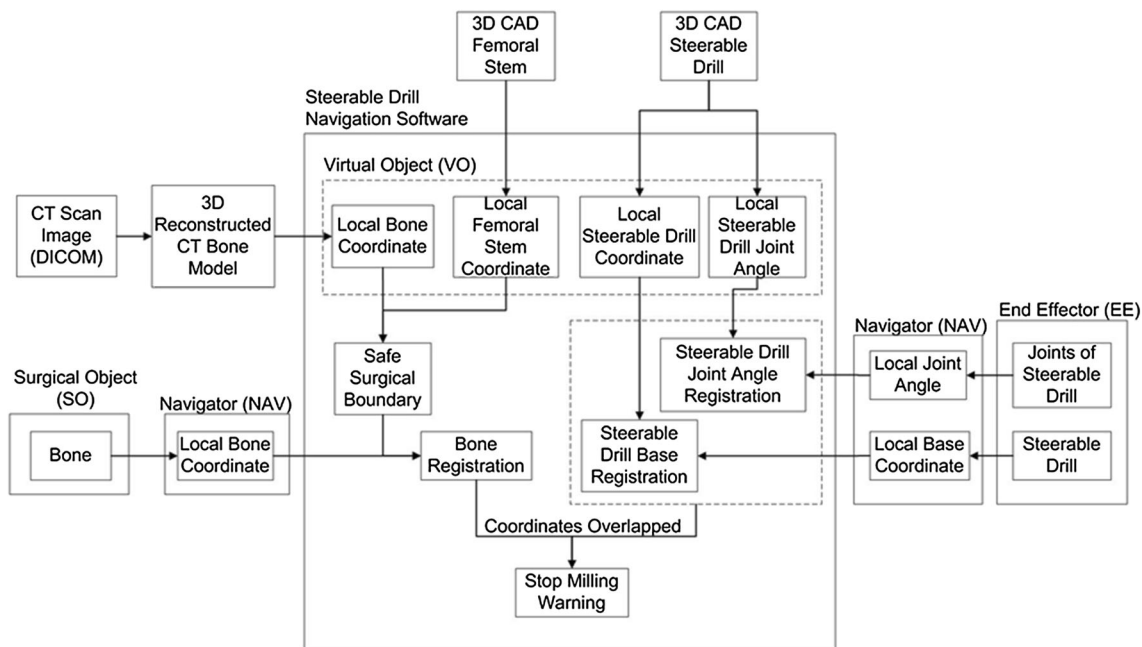 3D CAD
Femoral
Stem
3D CAD
Steerable
Drill
Steerable Drill
Navigation Software
Virtual Object (VO)
CT Scan
Image
(DICOM)
3D
Reconstructed
CT Bone
Model
Local Bone
Coordinate
Local
Femoral
Stem
Coordinate
Local
Steerable Drill
Coordinate
Local
Steerable
Drill Joint
Angle
Safe
Surgical
Boundary
Steerable Drill
Joint Angle
Registration
Navigator (NAV)
Local Joint
Angle
End Effector (EE)
Joints of
Steerable
Drill
Surgical Object
(SO)
Bone
Navigator (NAV)
Local Bone
Coordinate
Bone
Registration
Steerable
Drill Base
Registration
Local Base
Coordinate
Steerable
Drill
Coordinates Overlapped
Stop Milling
Warning